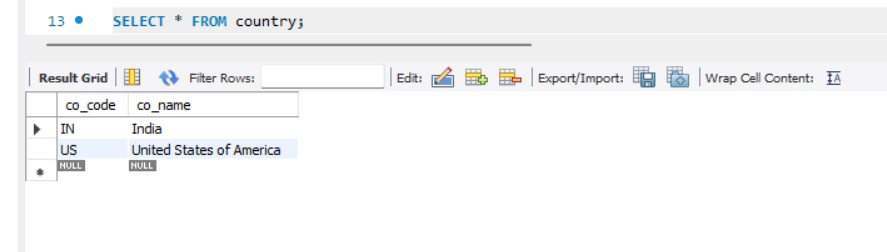 13 SELECT * FROM country;
Result Grid Filter Rows: Edit: Export/Import: Wrap Cell Content: IA
co_code co_name
IN India
US United States of America
NULL NULL